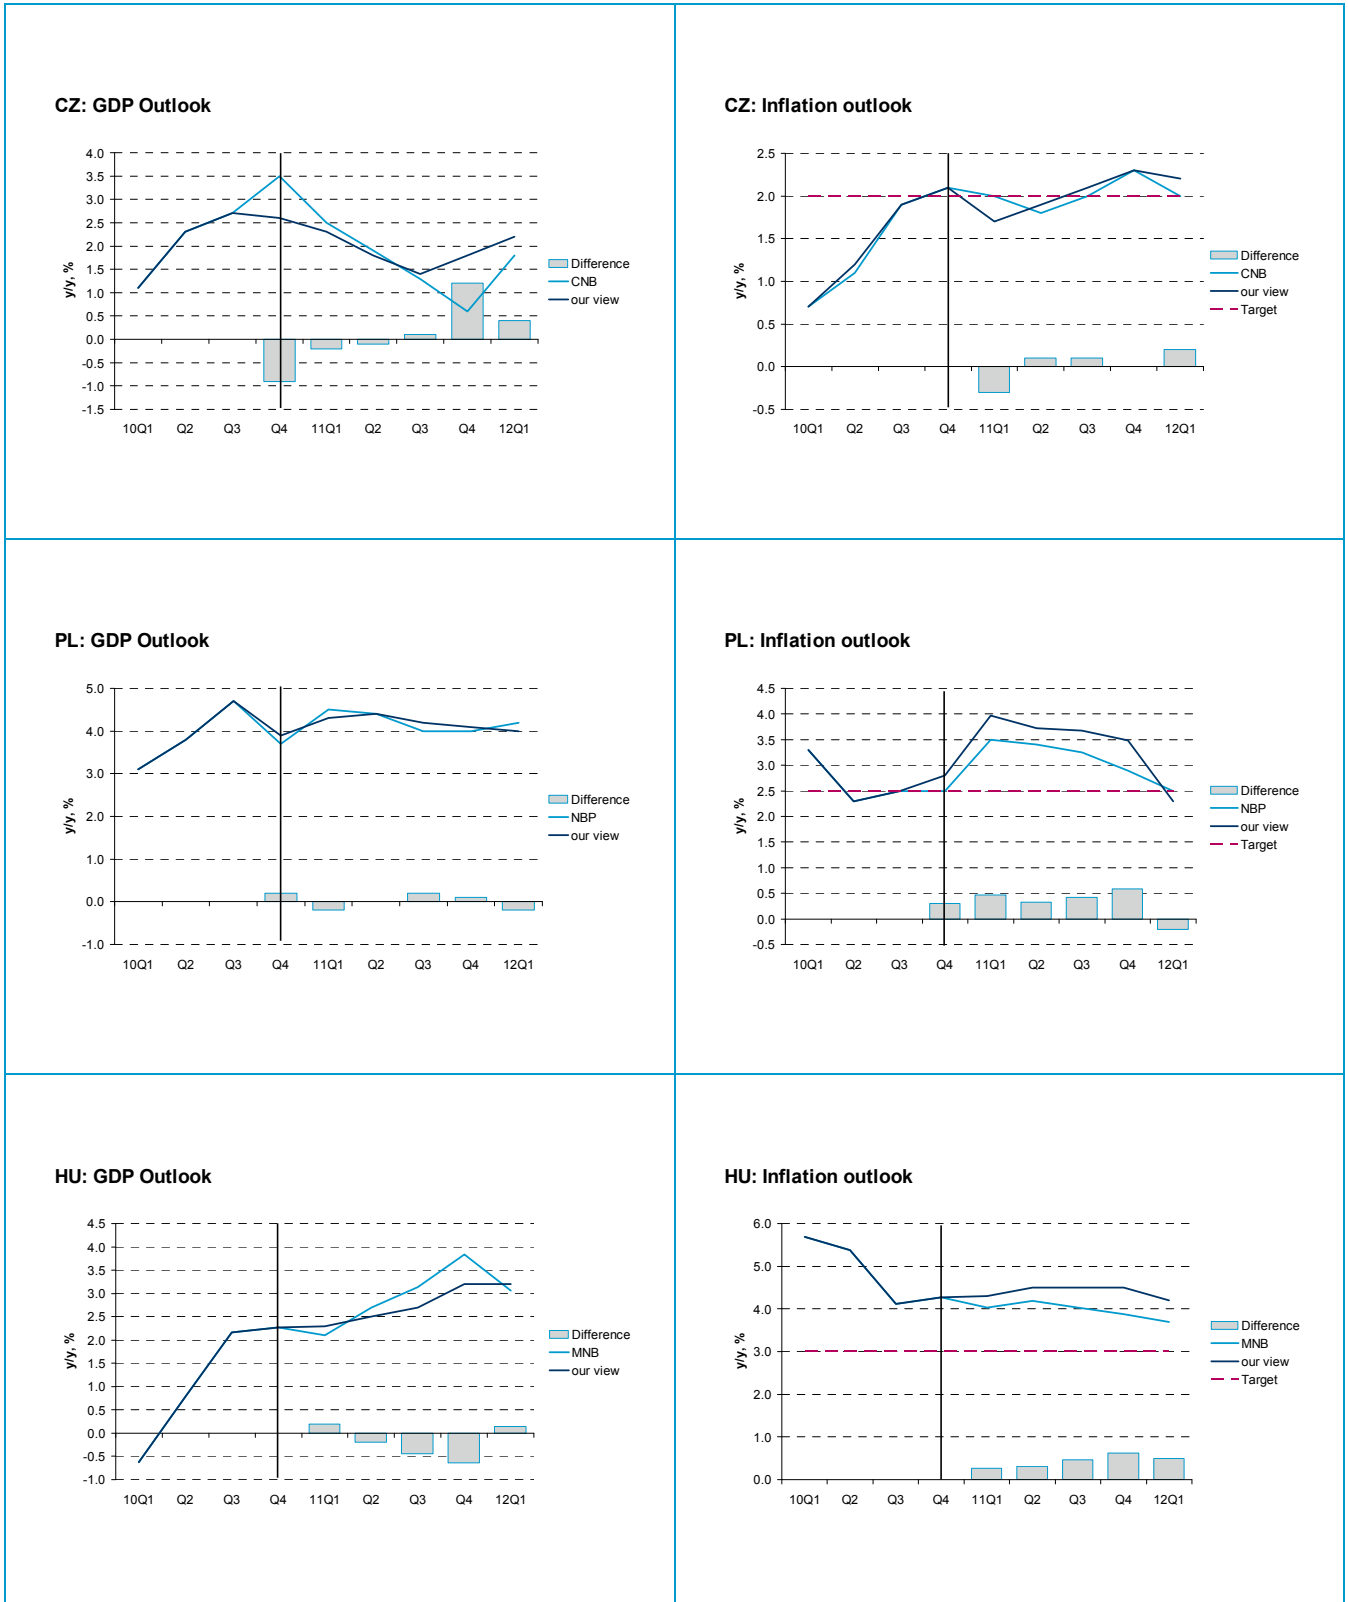 CZ: GDP Outlook
4.0
3.5
3.0
2.5
2.0
1.5
1.0
0.5
0.0
-0.5
-1.0
-1.5
y/y, %
10Q1 Q2 Q3 Q4 11Q1 Q2 Q3 Q4 12Q1
Difference
CNB
our view
CZ: Inflation outlook
2.5
2.0
1.5
1.0
0.5
0.0
-0.5
y/y, %
10Q1 Q2 Q3 Q4 11Q1 Q2 Q3 Q4 12Q1
Difference
CNB
our view
Target
PL: GDP Outlook
5.0
4.0
3.0
2.0
1.0
0.0
-1.0
y/y, %
10Q1 Q2 Q3 Q4 11Q1 Q2 Q3 Q4 12Q1
Difference
NBP
our view
PL: Inflation outlook
4.5
4.0
3.5
3.0
2.5
2.0
1.5
1.0
0.5
0.0
-0.5
y/y, %
10Q1 Q2 Q3 Q4 11Q1 Q2 Q3 Q4 12Q1
Difference
NBP
our view
Target
HU: GDP Outlook
4.5
4.0
3.5
3.0
2.5
2.0
1.5
1.0
0.5
0.0
-0.5
-1.0
y/y, %
10Q1 Q2 Q3 Q4 11Q1 Q2 Q3 Q4 12Q1
Difference
MNB
our view
HU: Inflation outlook
6.0
5.0
4.0
3.0
2.0
1.0
0.0
y/y, %
10Q1 Q2 Q3 Q4 11Q1 Q2 Q3 Q4 12Q1
Difference
MNB
our view
Target